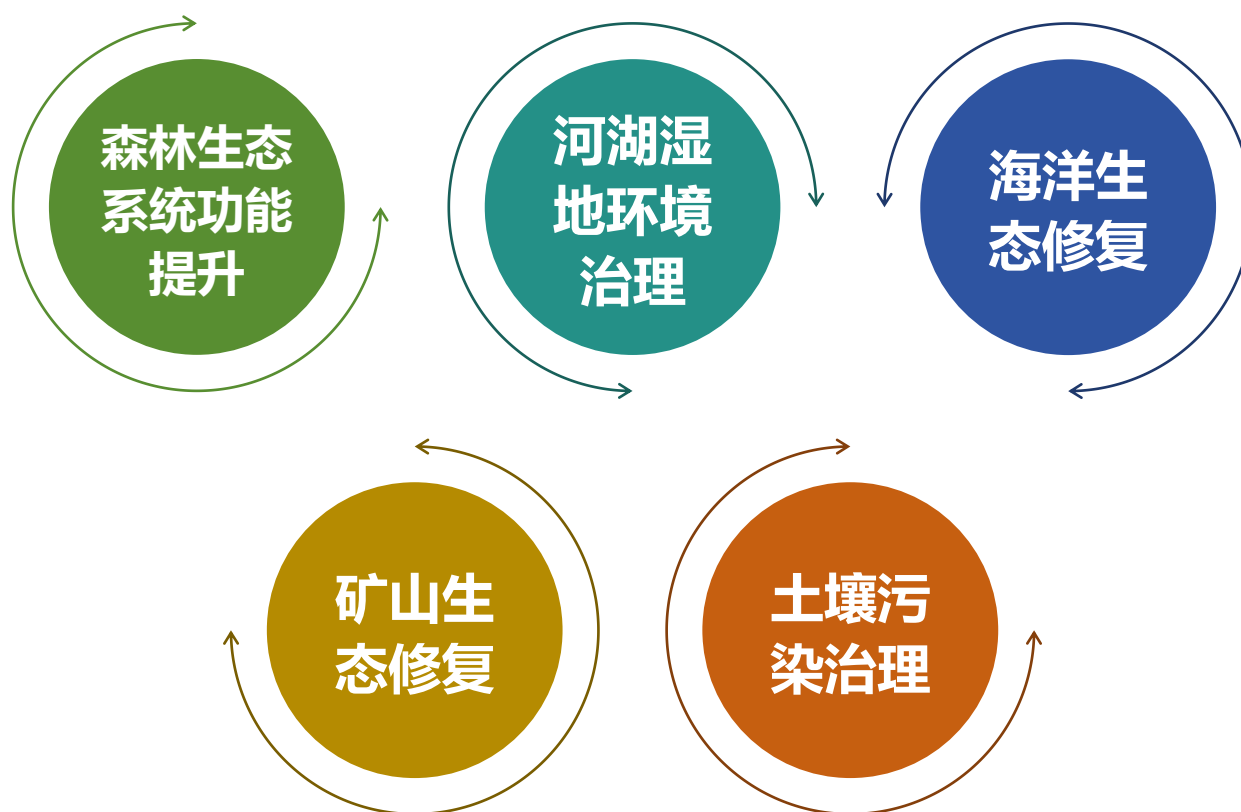 森林生态
系统功能
提升
河湖湿
地环境
治理
海洋生
态修复
矿山生
态修复
土壤污
染治理